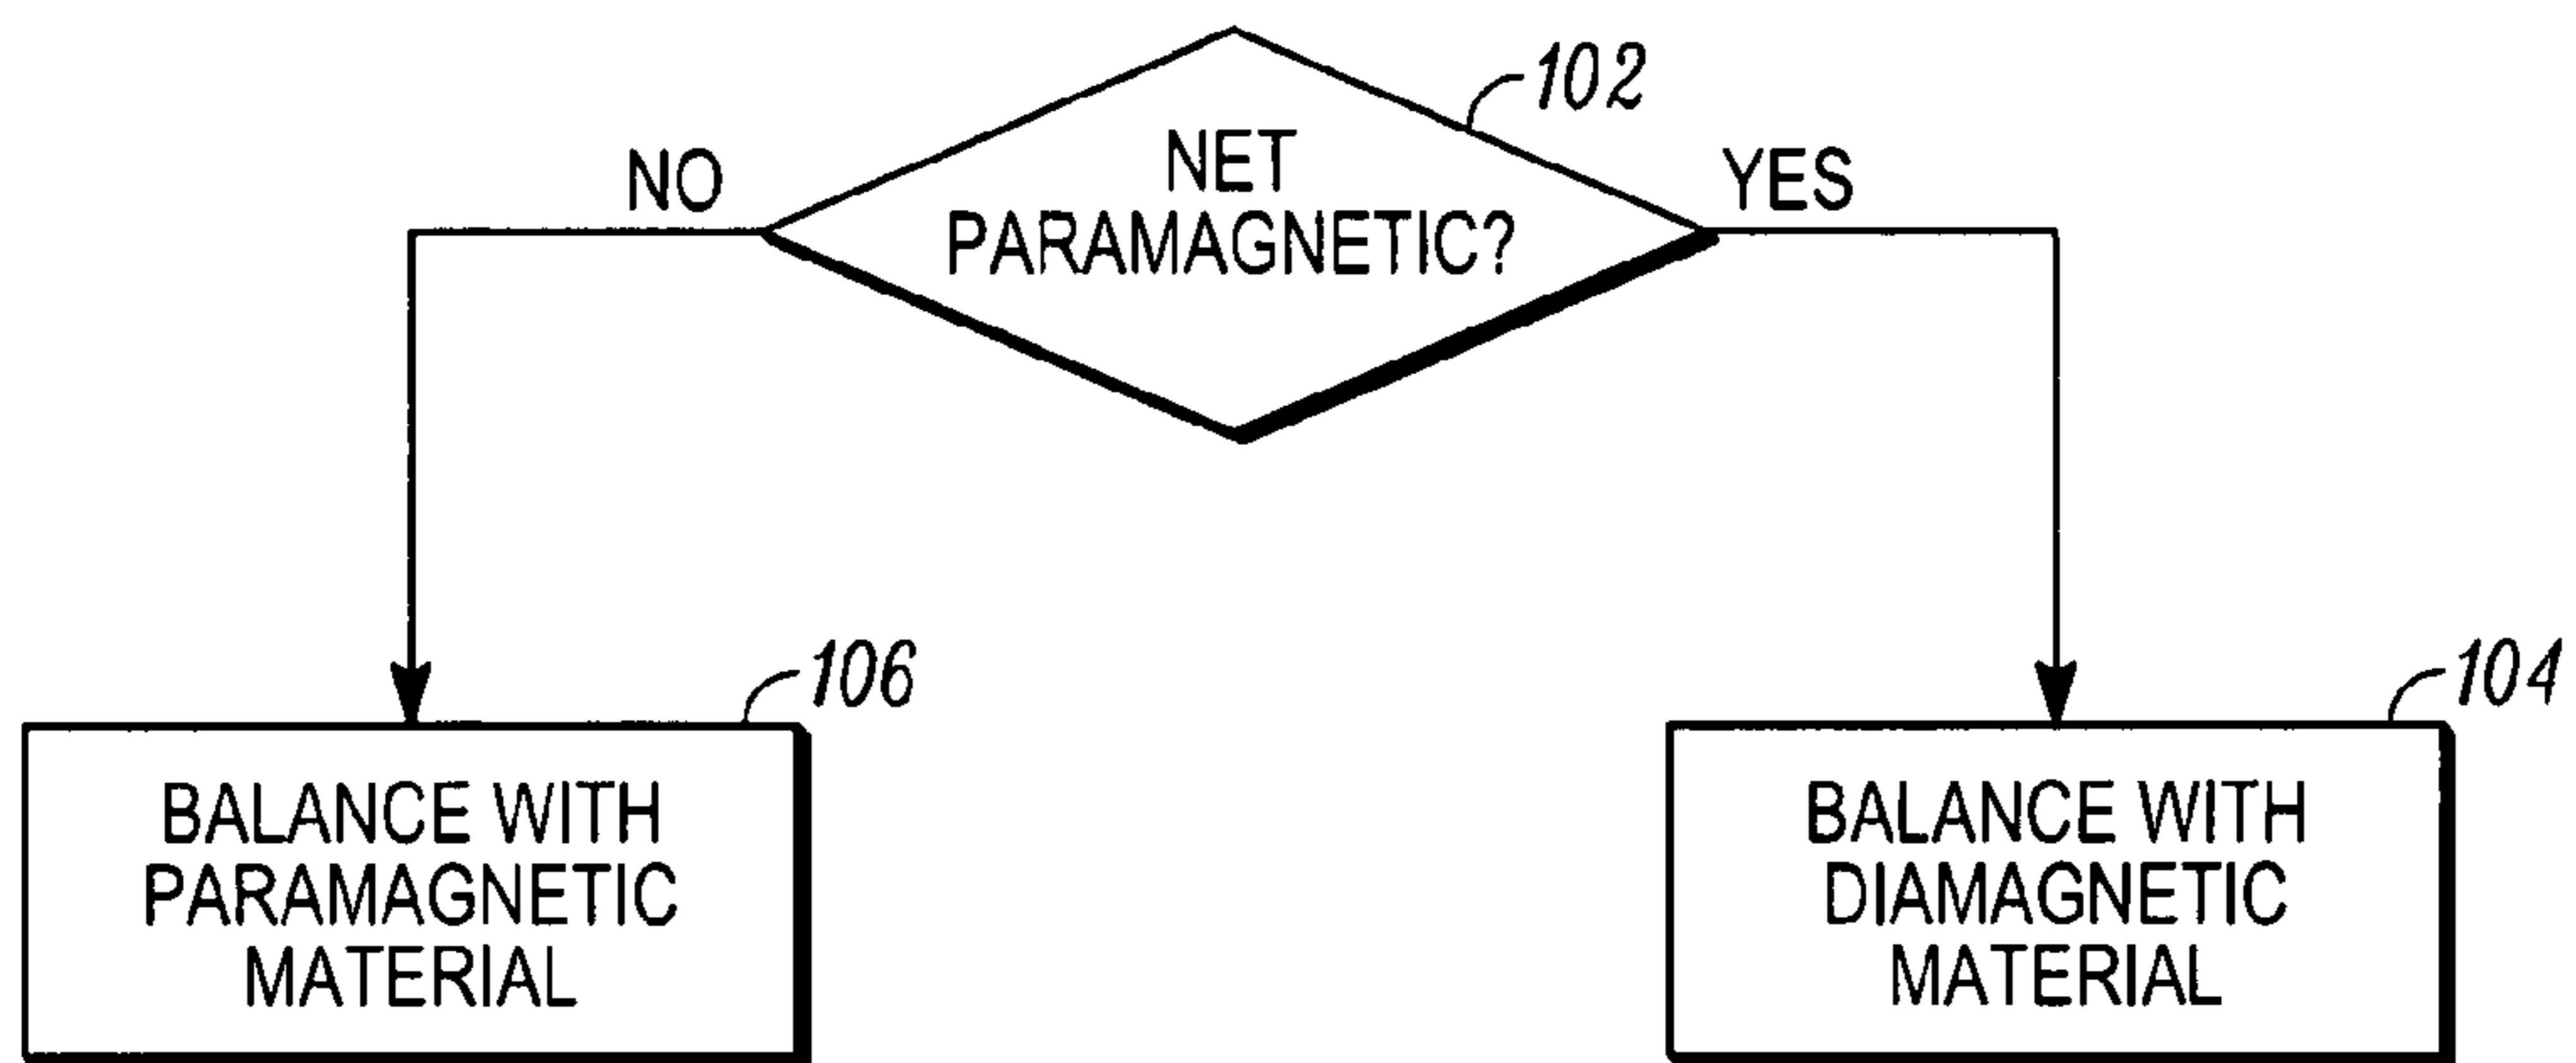 102
NET
PARAMAGNETIC?
NO
YES
106
BALANCE WITH
PARAMAGNETIC
MATERIAL
104
BALANCE WITH
DIAMAGNETIC
MATERIAL